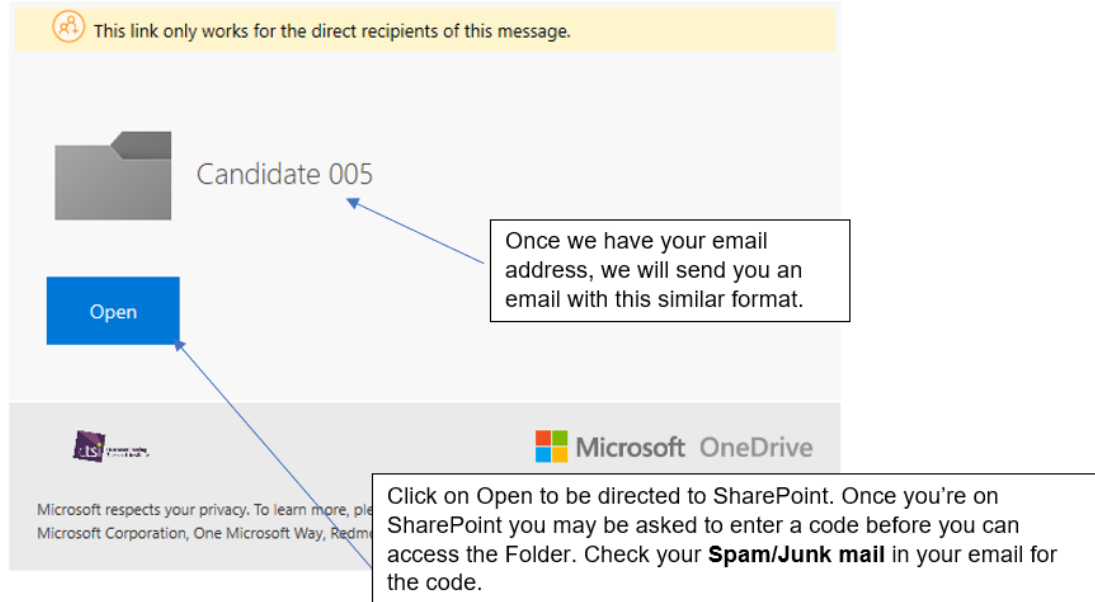 This link only works for the direct recipients of this message.
Candidate 005
Once we have your email
address, we will send you an
email with this similar format.
Open
ctsi
Microsoft OneDrive
Microsoft respects your privacy. To learn more,
Microsoft Corporation, One Microsoft Way,
Click on Open to be directed to SharePoint. Once you're on
SharePoint you may be asked to enter a code before you can
access the Folder. Check your Spam/Junk mail in your email for
the code.